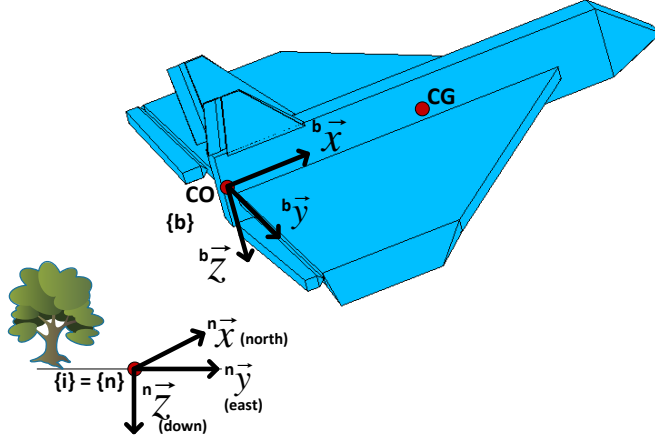 CG
b x
CO
b y
{b}
b z
n x (north)
{i} = {n}
n y
n z
(east)
(down)